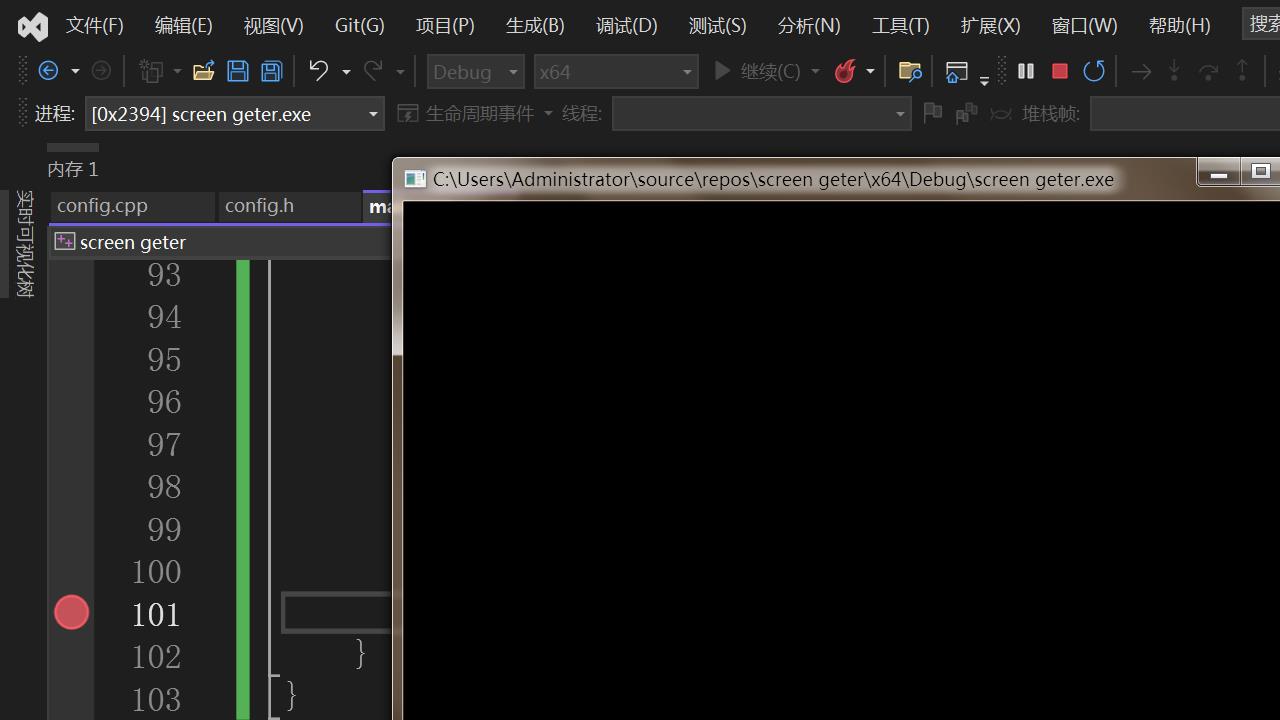 文件(F) 编辑(E) 视图(V) Git(G) 项目(P) 生成(B) 调试(D) 测试(S) 分析(N) 工具(T) 扩展(X) 窗口(W) 帮助(H) 搜索
Debug x64 继续(C)
进程: [0x2394] screen geter.exe 生命周期事件 线程: 堆栈帧:
内存 1
实时可视化树
C:\Users\Administrator\source\repos\screen geter\x64\Debug\screen geter.exe
config.cpp config.h ma
screen geter
93
94
95
96
97
98
99
100
101
102 }
103 }